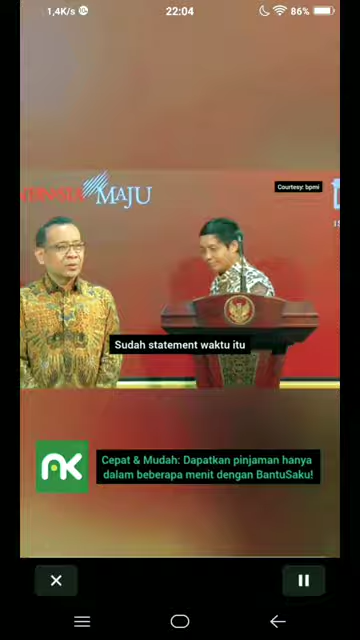 1,4K/s
22:04
86%
MAJU
Courtesy: bpmi
Sudah statement waktu itu
Cepat & Mudah: Dapatkan pinjaman hanya
dalam beberapa menit dengan BantuSaku!